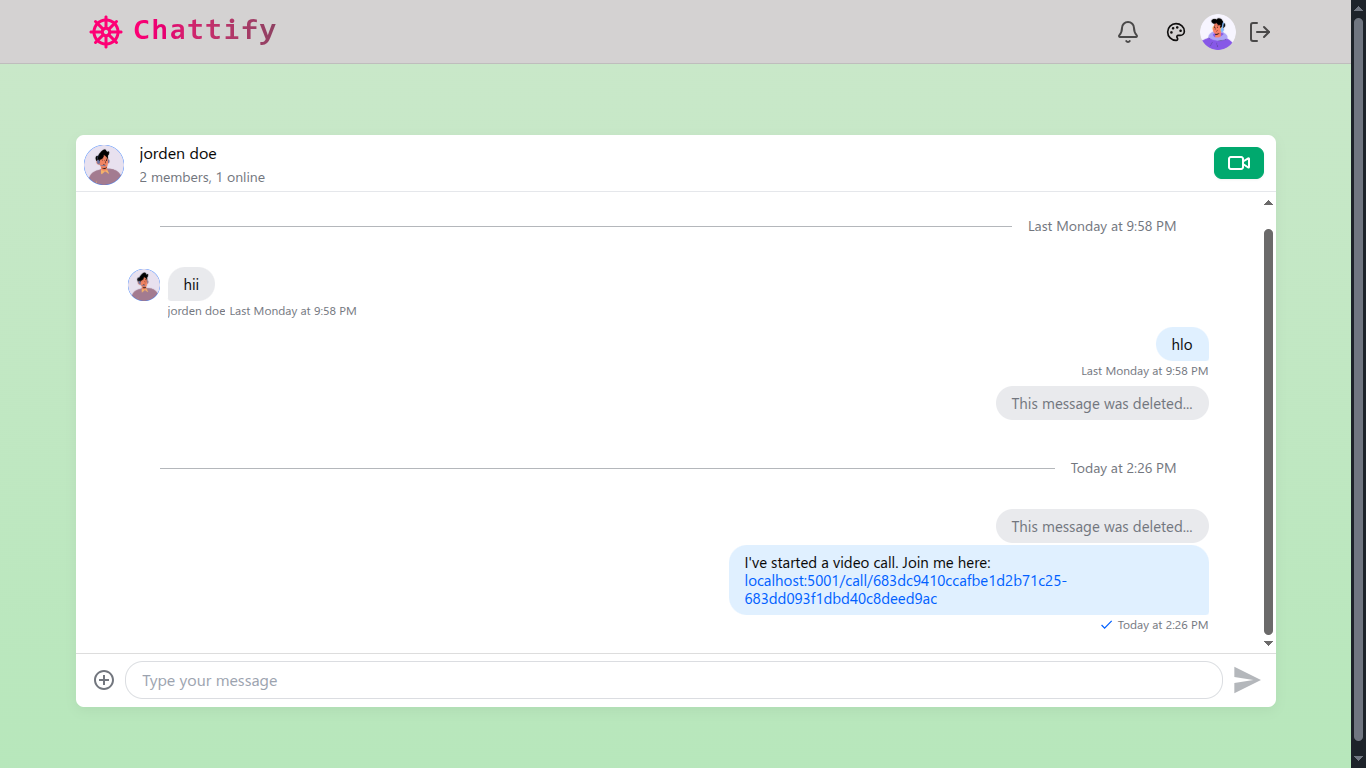 Chattify
jorden doe
2 members, 1 online
Last Monday at 9:58 PM
hii
jorden doe Last Monday at 9:58 PM
hlo
Last Monday at 9:58 PM
This message was deleted...
Today at 2:26 PM
This message was deleted...
I've started a video call. Join me here:
localhost:5001/call/683dc9410ccafbe1d2b71c25-
683dd093f1dbd40c8deed9ac
Today at 2:26 PM
Type your message